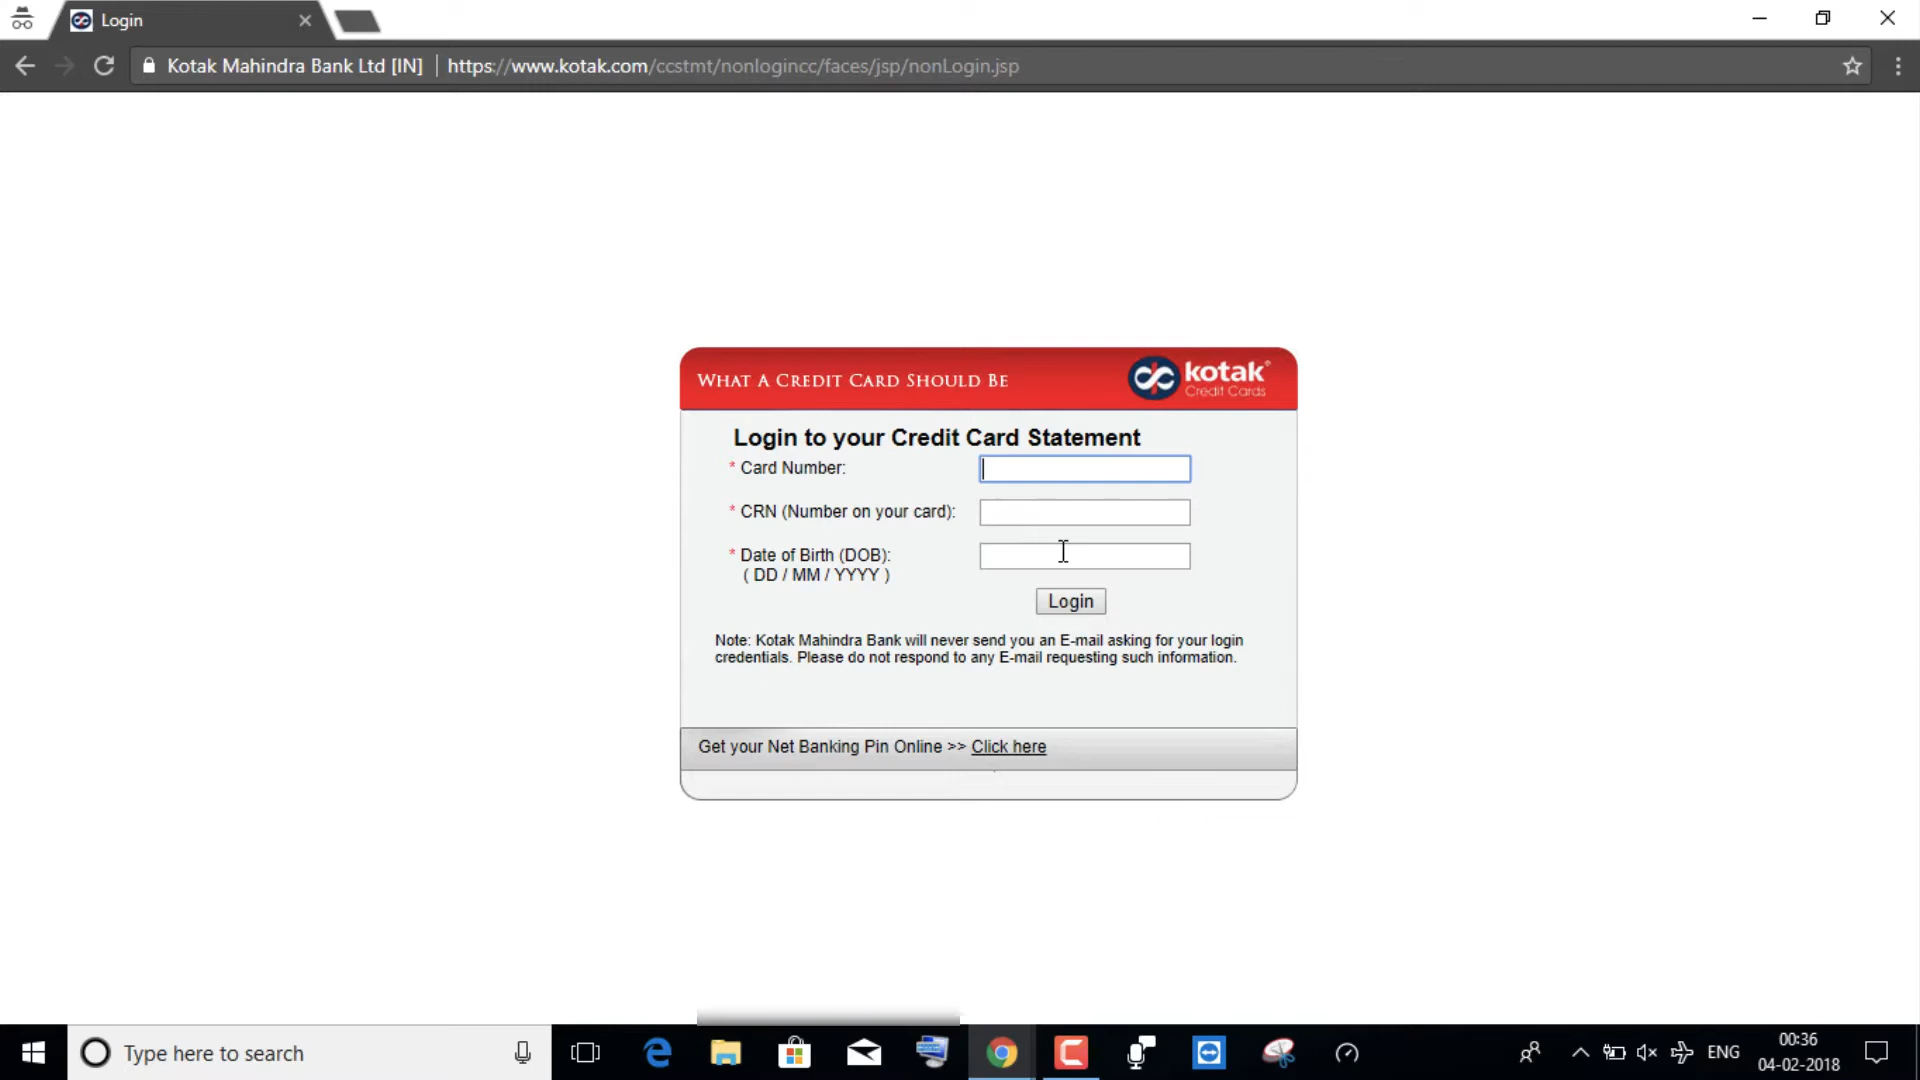 Login
Kotak Mahindra Bank Ltd [IN] https://www.kotak.com/ccstmt/nonlogincc/faces/jsp/nonLogin.jsp
WHAT A CREDIT CARD SHOULD BE
kotak
Credit Cards
Login to your Credit Card Statement
* Card Number:
* CRN (Number on your card):
* Date of Birth (DOB):
( DD / MM / YYYY )
Login
Note: Kotak Mahindra Bank will never send you an E-mail asking for your login
credentials. Please do not respond to any E-mail requesting such information.
Get your Net Banking Pin Online >> Click here
Type here to search
ENG
00:36
04-02-2018